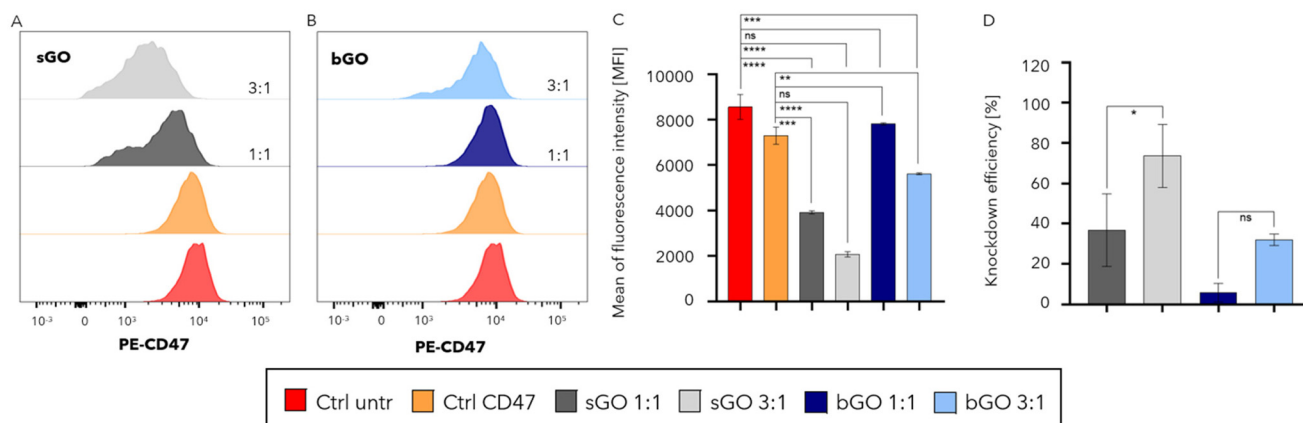 A
sGO
3:1
1:1
10-3
0
103
104
105
PE-CD47
B
bGO
3:1
1:1
10-3
0
103
104
105
PE-CD47
C
Mean of fluorescence intensity [MFI]
10000
8000
6000
4000
2000
0
***
ns
****
****
**
ns
****
***
D
Knockdown efficiency [%]
120
100
80
60
40
20
0
*
ns
Ctrl untr
Ctrl CD47
sGO 1:1
sGO 3:1
bGO 1:1
bGO 3:1